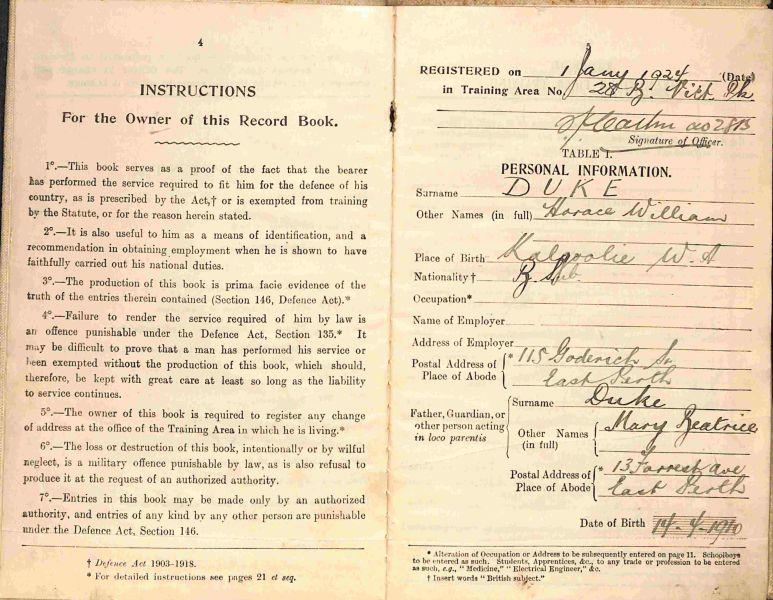 4
INSTRUCTIONS
For the Owner of this Record Book.
1°.—This book serves as a proof of the fact that the bearer
has performed the service required to fit him for the defence of his
country, as is prescribed by the Act,† or is exempted from training
by the Statute, or for the reason herein stated.
2°.—It is also useful to him as a means of identification, and a
recommendation in obtaining employment when he is shown to have
faithfully carried out his national duties.
3°.—The production of this book is prima facie evidence of the
truth of the entries therein contained (Section 146, Defence Act).*
4°.—Failure to render the service required of him by law is
an offence punishable under the Defence Act, Section 135.* It
may be difficult to prove that a man has performed his service or
been exempted without the production of this book, which should,
therefore, be kept with great care at least so long as the liability
to service continues.
5°.—The owner of this book is required to register any change
of address at the office of the Training Area in which he is living.*
6°.—The loss or destruction of this book, intentionally or by wilful
neglect, is a military offence punishable by law, as is also refusal to
produce it at the request of an authorized authority.
7°.—Entries in this book may be made only by an authorized
authority, and entries of any kind by any other person are punishable
under the Defence Act, Section 146.
† Defence Act 1903-1918.
* For detailed instructions see pages 21 et seq.
REGISTERED on 1 Jany 1924 (Date)
in Training Area No. 28 B. Vict Pk
Signature of Officer.
TABLE I.
PERSONAL INFORMATION.
Surname DUKE
Other Names (in full) Horace William
Place of Birth Kalgoolie W.A
Nationality† B. Sub.
Occupation*
Name of Employer
Address of Employer
Postal Address of Place of Abode * 115 Goderich St
East Perth
Father, Guardian, or other person acting in loco parentis
Surname Duke
Other Names (in full) Mary Beatrice
Postal Address of Place of Abode * 13 Forrest ave
East Perth
Date of Birth 14-4-1910
* Alteration of Occupation or Address to be subsequently entered on page 11. Schoolboys
to be entered as such. Students, Apprentices, &c., to any trade or profession to be entered
as such, e.g., "Medicine," "Electrical Engineer," &c.
† Insert words "British subject."